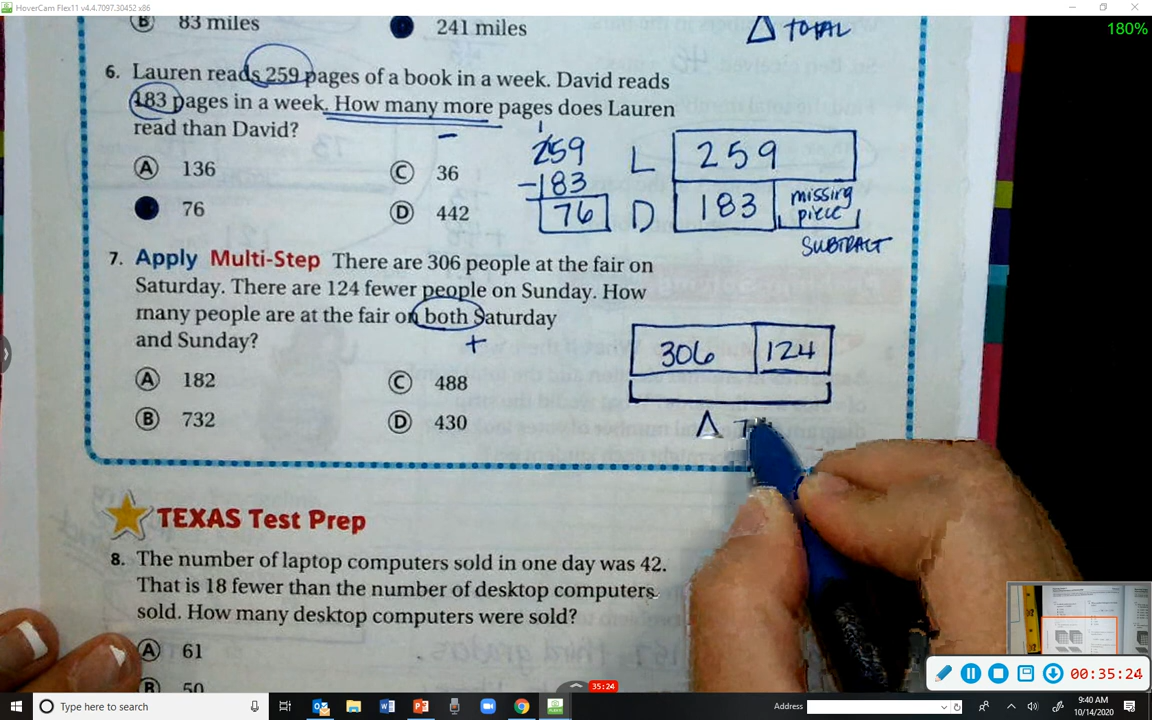 HoverCam Flex11 v4.4.7097.30452 x86
180%
B 83 miles
241 miles
Δ TOTAL
6. Lauren reads 259 pages of a book in a week. David reads
183 pages in a week. How many more pages does Lauren
read than David?
−
A 136
C 36
76
D 442
1
259
−183
76
L 259
D 183 missing
piece
SUBTRACT
7. Apply Multi-Step There are 306 people at the fair on
Saturday. There are 124 fewer people on Sunday. How
many people are at the fair on both Saturday
and Sunday?
+
A 182
C 488
B 732
D 430
306 124
Δ T
TEXAS Test Prep
8. The number of laptop computers sold in one day was 42.
That is 18 fewer than the number of desktop computers
sold. How many desktop computers were sold?
A 61
B 50
00:35:24
35:24
Type here to search
Address
9:40 AM
10/14/2020